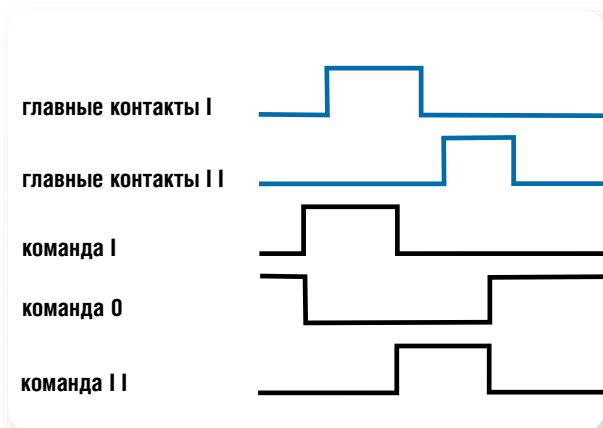 главные контакты I
главные контакты I I
команда I
команда 0
команда I I